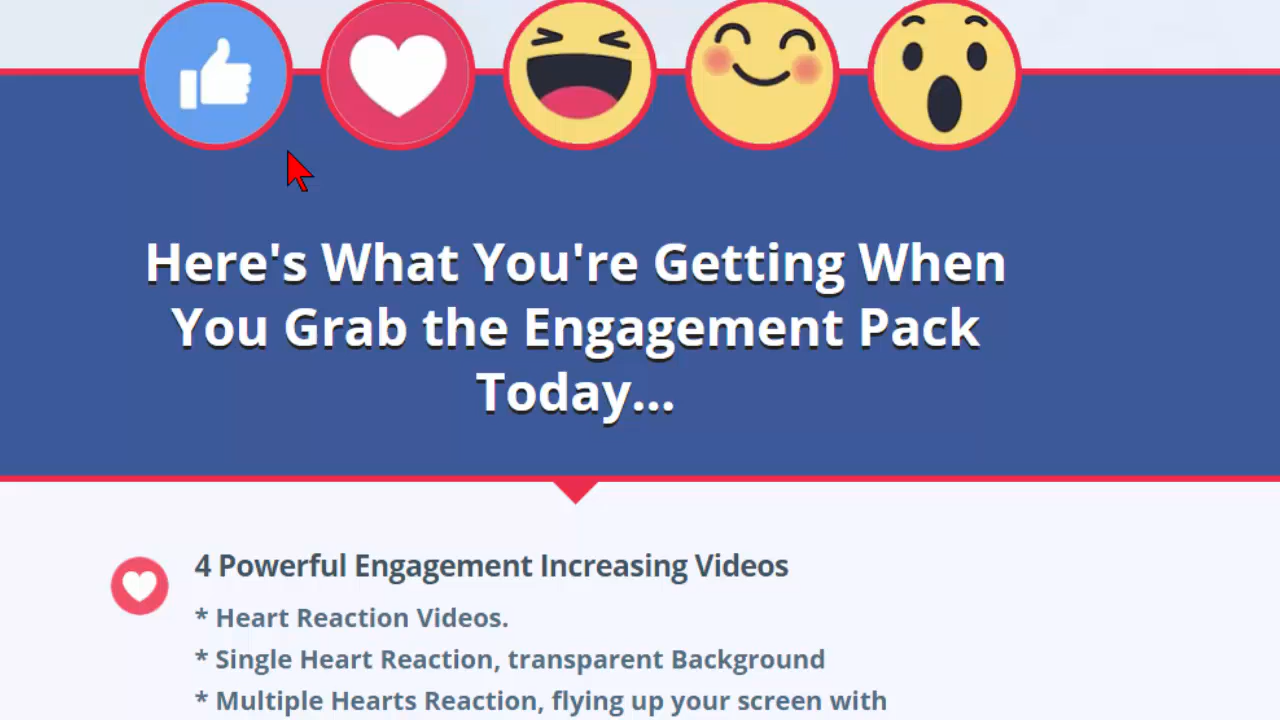 Here's What You're Getting When
You Grab the Engagement Pack
Today...
4 Powerful Engagement Increasing Videos
* Heart Reaction Videos.
* Single Heart Reaction, transparent Background
* Multiple Hearts Reaction, flying up your screen with